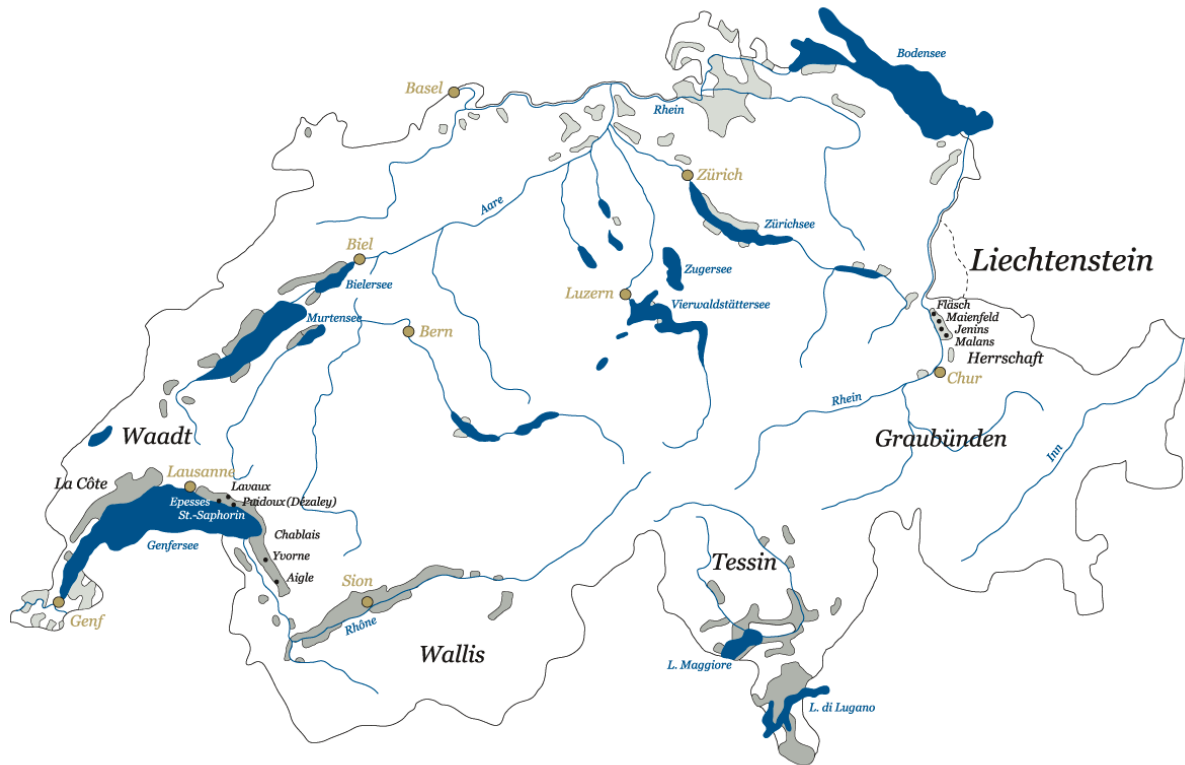 Bodensee
Basel
Rhein
Zürich
Aare
Zürichsee
Biel
Liechtenstein
Zugersee
Bielersee
Luzern
Vierwaldstättersee
Fläsch
Murtensee
Maienfeld
Bern
Jenins
Malans
Herrschaft
Chur
Rhein
Waadt
Graubünden
Inn
Lausanne
La Côte
Lavaux
Epesses
Puidoux (Dézaley)
St.-Saphorin
Chablais
Genfersee
Yvorne
Tessin
Aigle
Sion
Genf
Rhône
Wallis
L. Maggiore
L. di Lugano